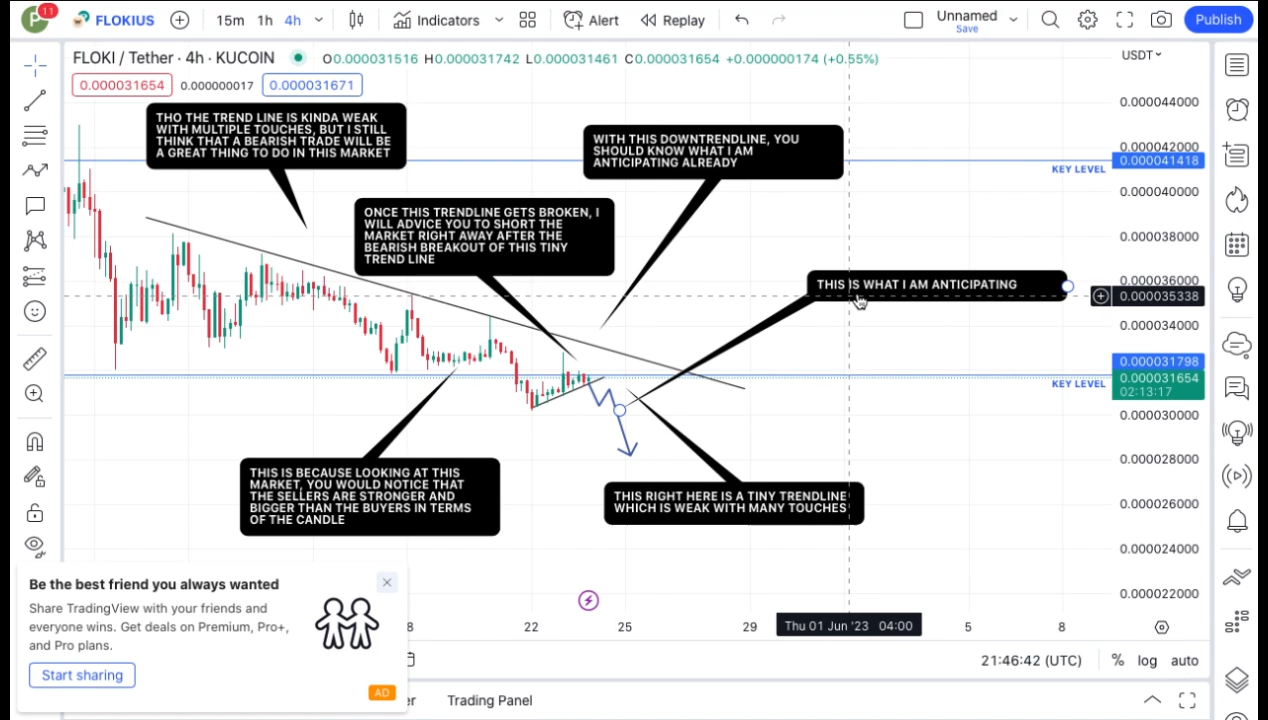 P 11 FLOKIUS 15m 1h 4h Indicators Alert Replay Unnamed Save Publish
FLOKI / Tether · 4h · KUCOIN O0.000031516 H0.000031742 L0.000031461 C0.000031654 +0.000000174 (+0.55%) USDT
0.000031654 0.000000017 0.000031671
THO THE TREND LINE IS KINDA WEAK
WITH MULTIPLE TOUCHES, BUT I STILL
THINK THAT A BEARISH TRADE WILL BE
A GREAT THING TO DO IN THIS MARKET
WITH THIS DOWNTRENDLINE, YOU
SHOULD KNOW WHAT I AM
ANTICIPATING ALREADY
ONCE THIS TRENDLINE GETS BROKEN, I
WILL ADVICE YOU TO SHORT THE
MARKET RIGHT AWAY AFTER THE
BEARISH BREAKOUT OF THIS TINY
TREND LINE
THIS IS WHAT I AM ANTICIPATING
THIS IS BECAUSE LOOKING AT THIS
MARKET, YOU WOULD NOTICE THAT
THE SELLERS ARE STRONGER AND
BIGGER THAN THE BUYERS IN TERMS
OF THE CANDLE
THIS RIGHT HERE IS A TINY TRENDLINE
WHICH IS WEAK WITH MANY TOUCHES
0.000044000
0.000042000
0.000041418
KEY LEVEL
0.000040000
0.000038000
0.000036000
0.000035338
0.000034000
0.000031798
0.000031654
KEY LEVEL
02:13:17
0.000030000
0.000028000
0.000026000
0.000024000
0.000022000
8 22 25 29 Thu 01 Jun '23 04:00 5 8
21:46:42 (UTC) % log auto
er Trading Panel
Be the best friend you always wanted
Share TradingView with your friends and
everyone wins. Get deals on Premium, Pro+,
and Pro plans.
Start sharing
AD